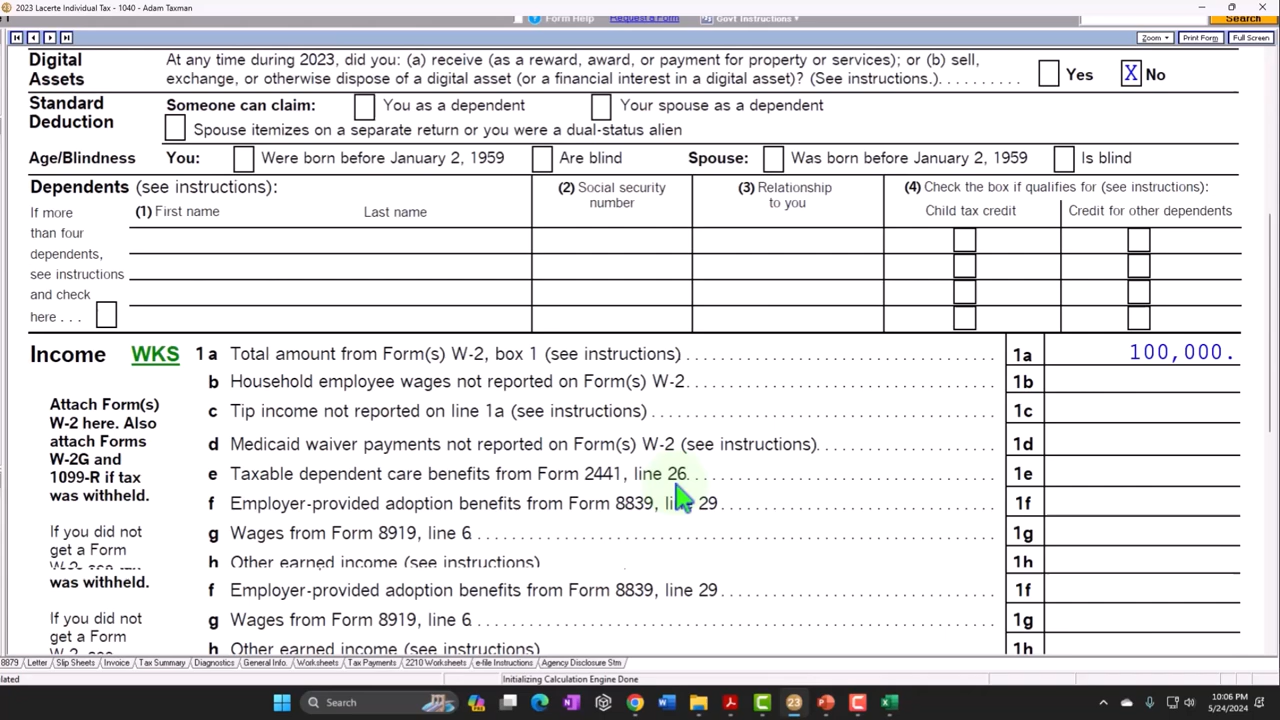 2023 Lacerte Individual Tax - 1040 - Adam Taxman
Form Help Request a Form Govt Instructions Search
Zoom Print Form Full Screen
Digital Assets
At any time during 2023, did you: (a) receive (as a reward, award, or payment for property or services); or (b) sell,
exchange, or otherwise dispose of a digital asset (or a financial interest in a digital asset)? (See instructions.) Yes X No
Standard Deduction
Someone can claim: You as a dependent Your spouse as a dependent
Spouse itemizes on a separate return or you were a dual-status alien
Age/Blindness You: Were born before January 2, 1959 Are blind Spouse: Was born before January 2, 1959 Is blind
Dependents (see instructions):
(2) Social security number
(3) Relationship to you
(4) Check the box if qualifies for (see instructions):
(1) First name Last name
Child tax credit Credit for other dependents
If more
than four
dependents,
see instructions
and check
here . . .
Income WKS 1a Total amount from Form(s) W-2, box 1 (see instructions) 1a 100,000.
b Household employee wages not reported on Form(s) W-2 1b
c Tip income not reported on line 1a (see instructions) 1c
d Medicaid waiver payments not reported on Form(s) W-2 (see instructions) 1d
e Taxable dependent care benefits from Form 2441, line 26 1e
f Employer-provided adoption benefits from Form 8839, line 29 1f
g Wages from Form 8919, line 6 1g
h Other earned income (see instructions) 1h
f Employer-provided adoption benefits from Form 8839, line 29 1f
g Wages from Form 8919, line 6 1g
h Other earned income (see instructions) 1h
Attach Form(s)
W-2 here. Also
attach Forms
W-2G and
1099-R if tax
was withheld.
If you did not
get a Form
was withheld.
If you did not
get a Form
8879 Letter Slip Sheets Invoice Tax Summary Diagnostics General Info. Worksheets Tax Payments 2210 Worksheets e-file Instructions Agency Disclosure Stm
lated Initializing Calculation Engine Done
Search
23
10:06 PM
5/24/2024